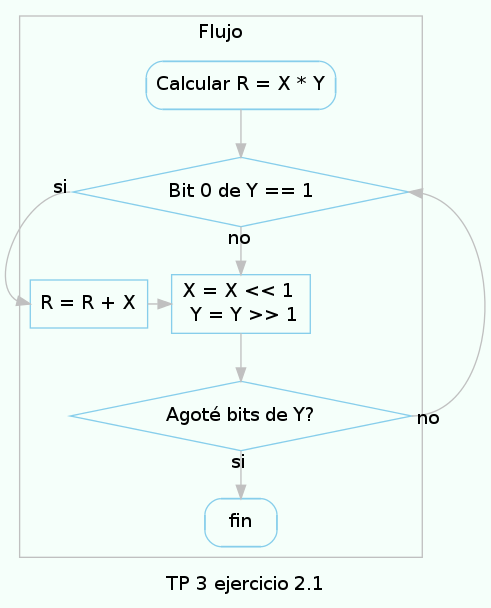 Flujo
Calcular R = X * Y
Bit 0 de Y == 1
si
no
R = R + X
X = X << 1
Y = Y >> 1
Agoté bits de Y?
no
si
fin
TP 3 ejercicio 2.1